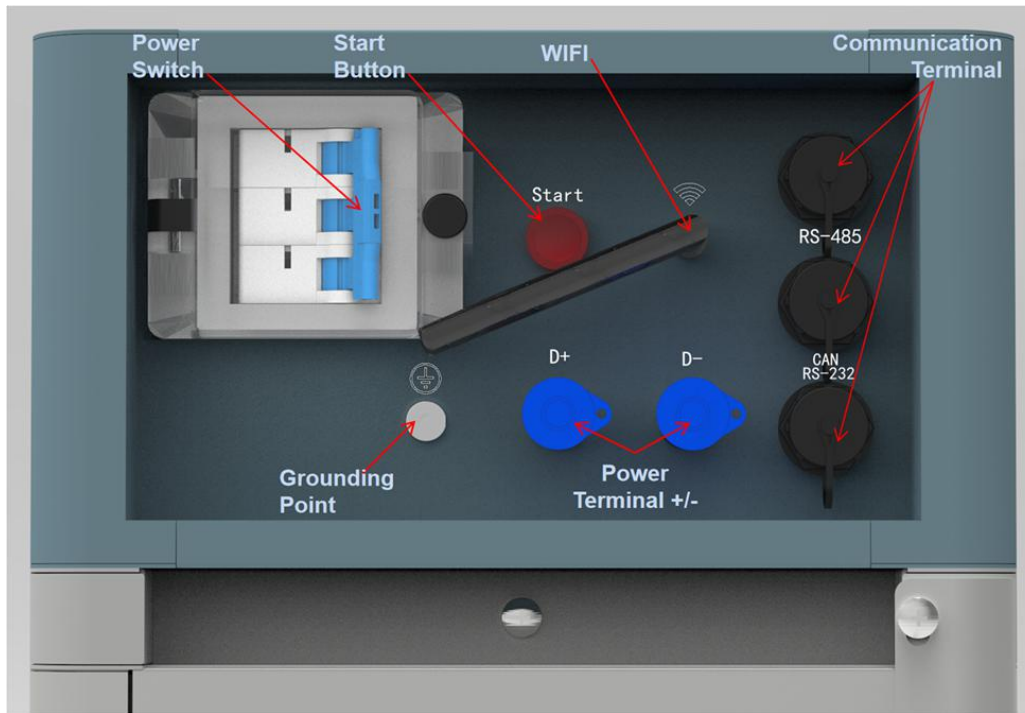 Power
Switch
Start
Button
WIFI
Communication
Terminal
Start
RS-485
D+
D-
CAN
RS-232
Grounding
Point
Power
Terminal +/-